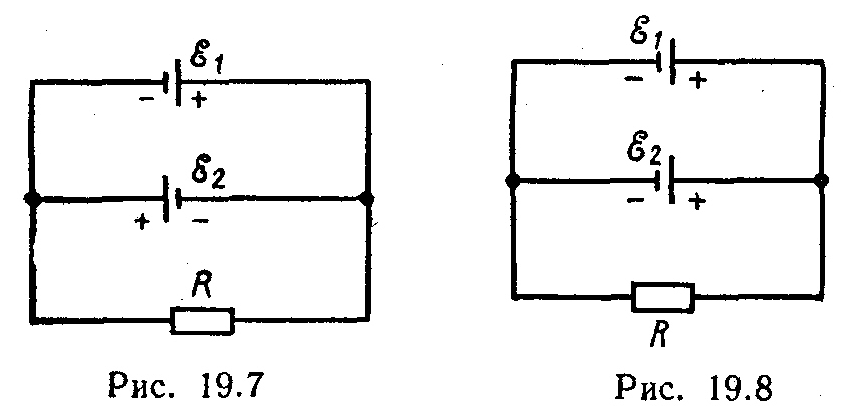 ℰ1
- +
ℰ2
+ -
R
Рис. 19.7
ℰ1
- +
ℰ2
- +
R
Рис. 19.8